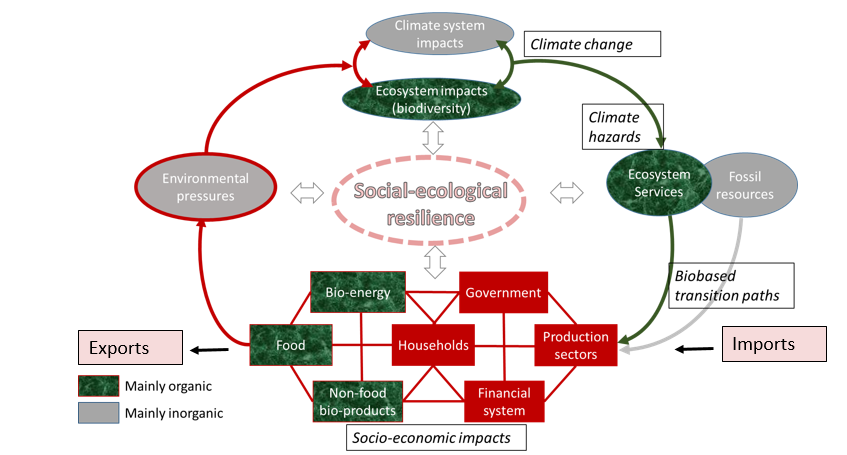 Climate system
impacts
Climate change
Ecosystem impacts
(biodiversity)
Climate
hazards
Environmental
pressures
Social-ecological
resilience
Ecosystem
Services
Fossil
resources
Biobased
transition paths
Bio-energy
Government
Food
Households
Production
sectors
Non-food
bio-products
Financial
system
Exports
Imports
Mainly organic
Mainly inorganic
Socio-economic impacts